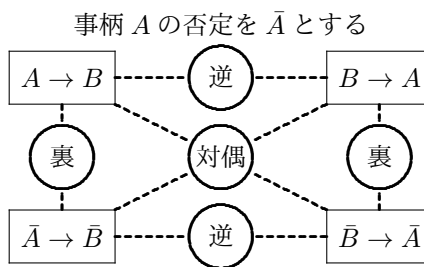 事柄 A の否定を Ā とする
A → B 逆 B → A
裏 対偶 裏
Ā → B̄ 逆 B̄ → Ā